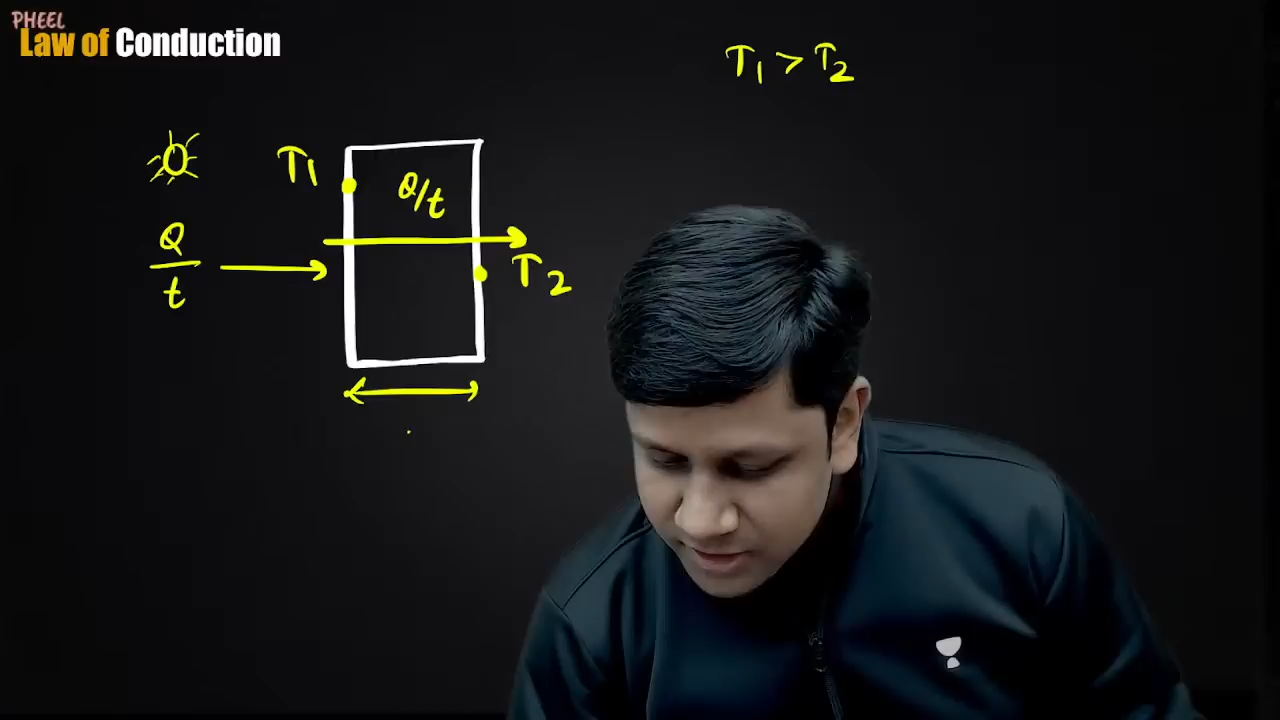 PHEEL
Law of Conduction
T1 > T2
T1
Q/t
Q
t
T2